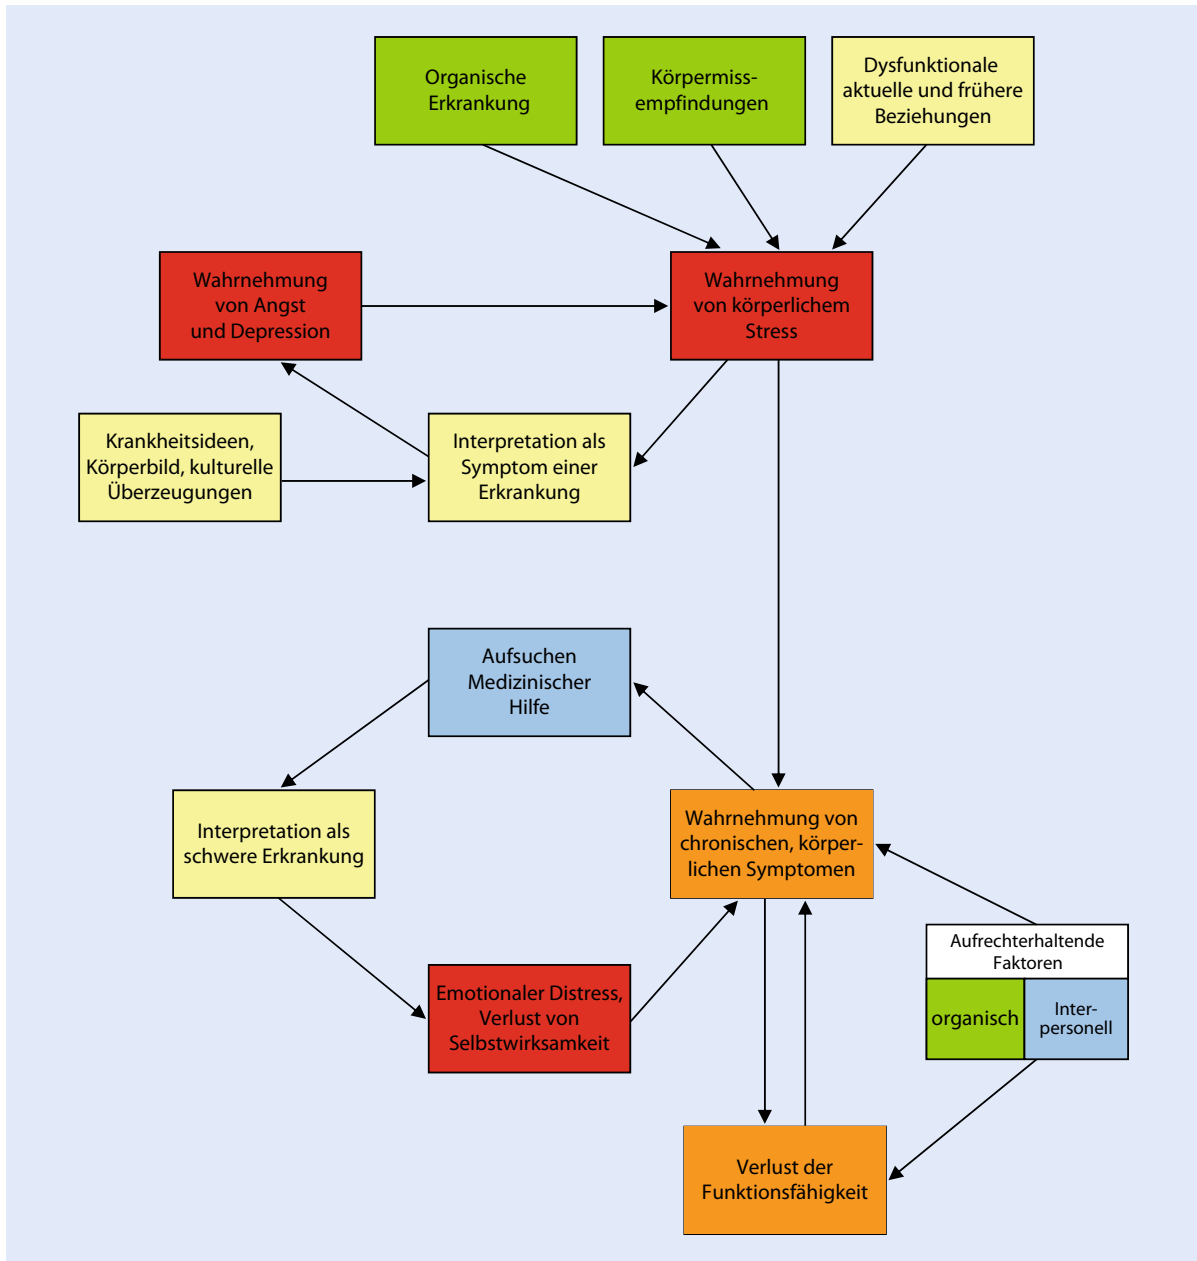 Organische
Erkrankung
Körpermiss-
empfindungen
Dysfunktionale
aktuelle und frühere
Beziehungen
Wahrnehmung
von Angst
und Depression
Wahrnehmung
von körperlichem
Stress
Krankheitsideen,
Körperbild, kulturelle
Überzeugungen
Interpretation als
Symptom einer
Erkrankung
Aufsuchen
Medizinischer
Hilfe
Interpretation als
schwere Erkrankung
Wahrnehmung von
chronischen, körper-
lichen Symptomen
Aufrechterhaltende
Faktoren
organisch
Inter-
personell
Emotionaler Distress,
Verlust von
Selbstwirksamkeit
Verlust der
Funktionsfähigkeit